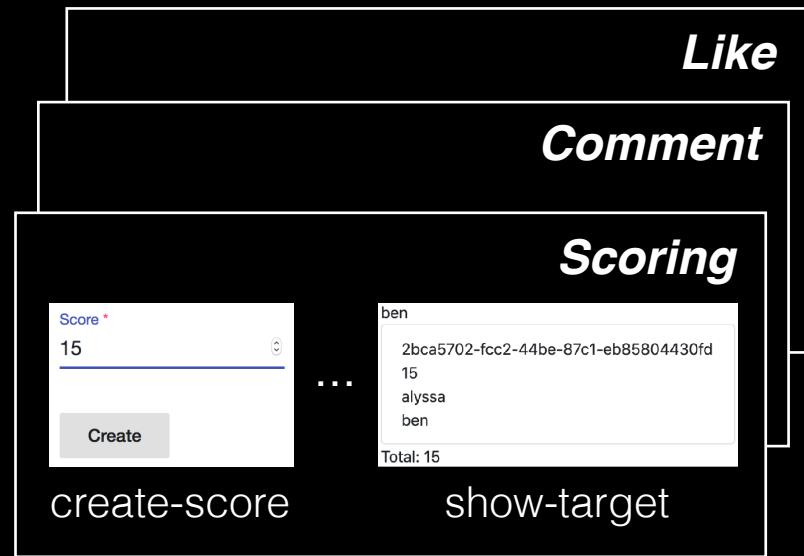 Like
Comment
Scoring
Score *
15
Create
...
ben
2bca5702-fcc2-44be-87c1-eb85804430fd
15
alyssa
ben
Total: 15
create-score
show-target